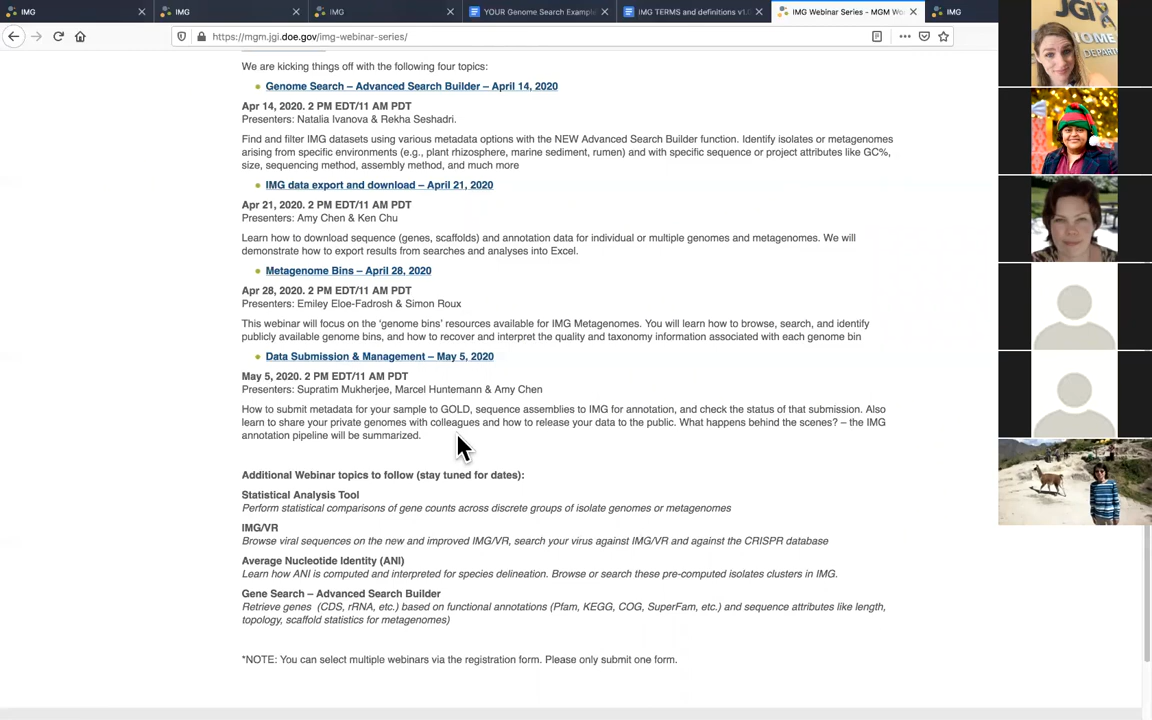 IMG
IMG
IMG
YOUR Genome Search Example
IMG TERMS and definitions v1.
IMG Webinar Series - MGM Wo
IMG
https://mgm.jgi.doe.gov/img-webinar-series/
We are kicking things off with the following four topics:
Genome Search – Advanced Search Builder – April 14, 2020
Apr 14, 2020. 2 PM EDT/11 AM PDT
Presenters: Natalia Ivanova & Rekha Seshadri.
Find and filter IMG datasets using various metadata options with the NEW Advanced Search Builder function. Identify isolates or metagenomes
arising from specific environments (e.g., plant rhizosphere, marine sediment, rumen) and with specific sequence or project attributes like GC%,
size, sequencing method, assembly method, and much more
IMG data export and download – April 21, 2020
Apr 21, 2020. 2 PM EDT/11 AM PDT
Presenters: Amy Chen & Ken Chu
Learn how to download sequence (genes, scaffolds) and annotation data for individual or multiple genomes and metagenomes. We will
demonstrate how to export results from searches and analyses into Excel.
Metagenome Bins – April 28, 2020
Apr 28, 2020. 2 PM EDT/11 AM PDT
Presenters: Emiley Eloe-Fadrosh & Simon Roux
This webinar will focus on the ‘genome bins’ resources available for IMG Metagenomes. You will learn how to browse, search, and identify
publicly available genome bins, and how to recover and interpret the quality and taxonomy information associated with each genome bin
Data Submission & Management – May 5, 2020
May 5, 2020. 2 PM EDT/11 AM PDT
Presenters: Supratim Mukherjee, Marcel Huntemann & Amy Chen
How to submit metadata for your sample to GOLD, sequence assemblies to IMG for annotation, and check the status of that submission. Also
learn to share your private genomes with colleagues and how to release your data to the public. What happens behind the scenes? – the IMG
annotation pipeline will be summarized.
Additional Webinar topics to follow (stay tuned for dates):
Statistical Analysis Tool
Perform statistical comparisons of gene counts across discrete groups of isolate genomes or metagenomes
IMG/VR
Browse viral sequences on the new and improved IMG/VR, search your virus against IMG/VR and against the CRISPR database
Average Nucleotide Identity (ANI)
Learn how ANI is computed and interpreted for species delineation. Browse or search these pre-computed isolates clusters in IMG.
Gene Search – Advanced Search Builder
Retrieve genes (CDS, rRNA, etc.) based on functional annotations (Pfam, KEGG, COG, SuperFam, etc.) and sequence attributes like length,
topology, scaffold statistics for metagenomes)
*NOTE: You can select multiple webinars via the registration form. Please only submit one form.